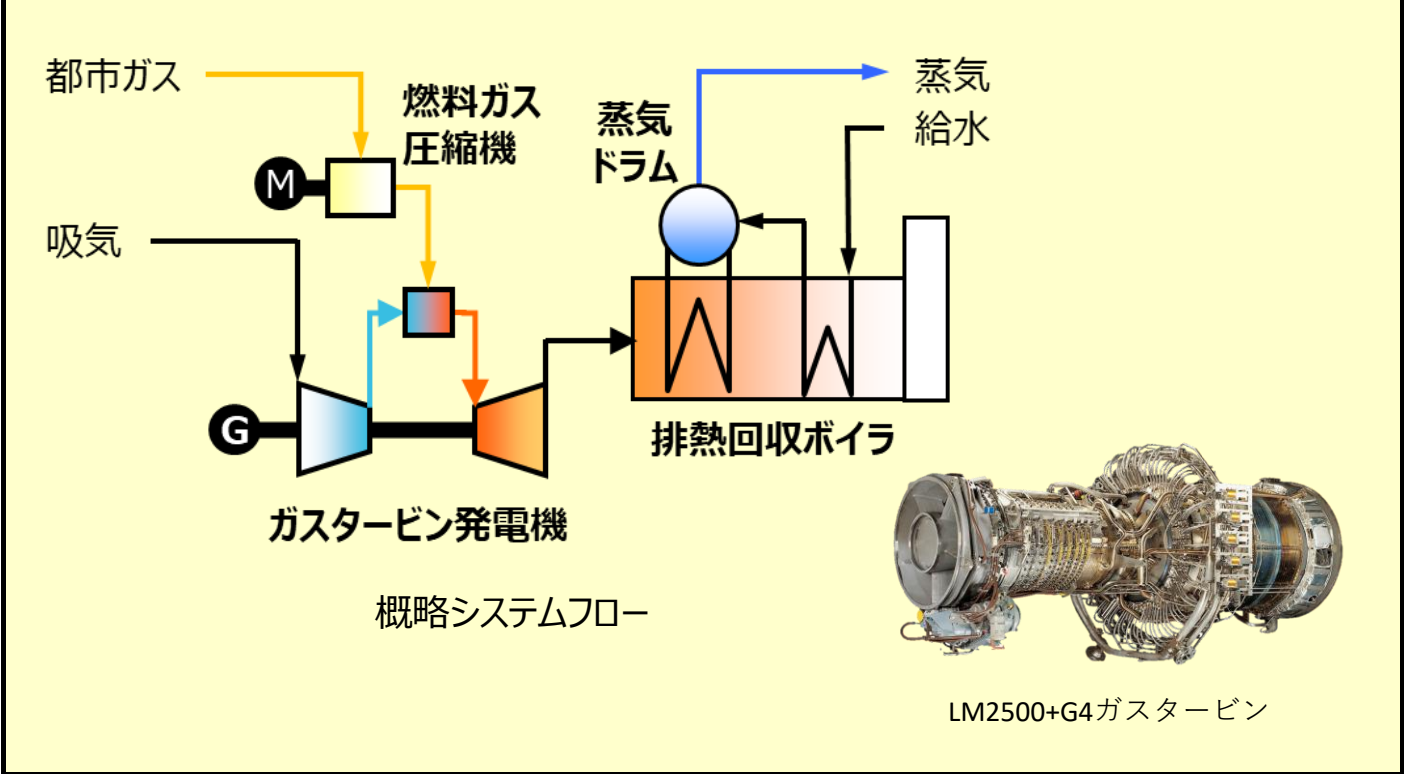 都市ガス
燃料ガス
圧縮機
M
吸気
蒸気
ドラム
蒸気
給水
G
ガスタービン発電機
排熱回収ボイラ
概略システムフロー
LM2500+G4ガスタービン